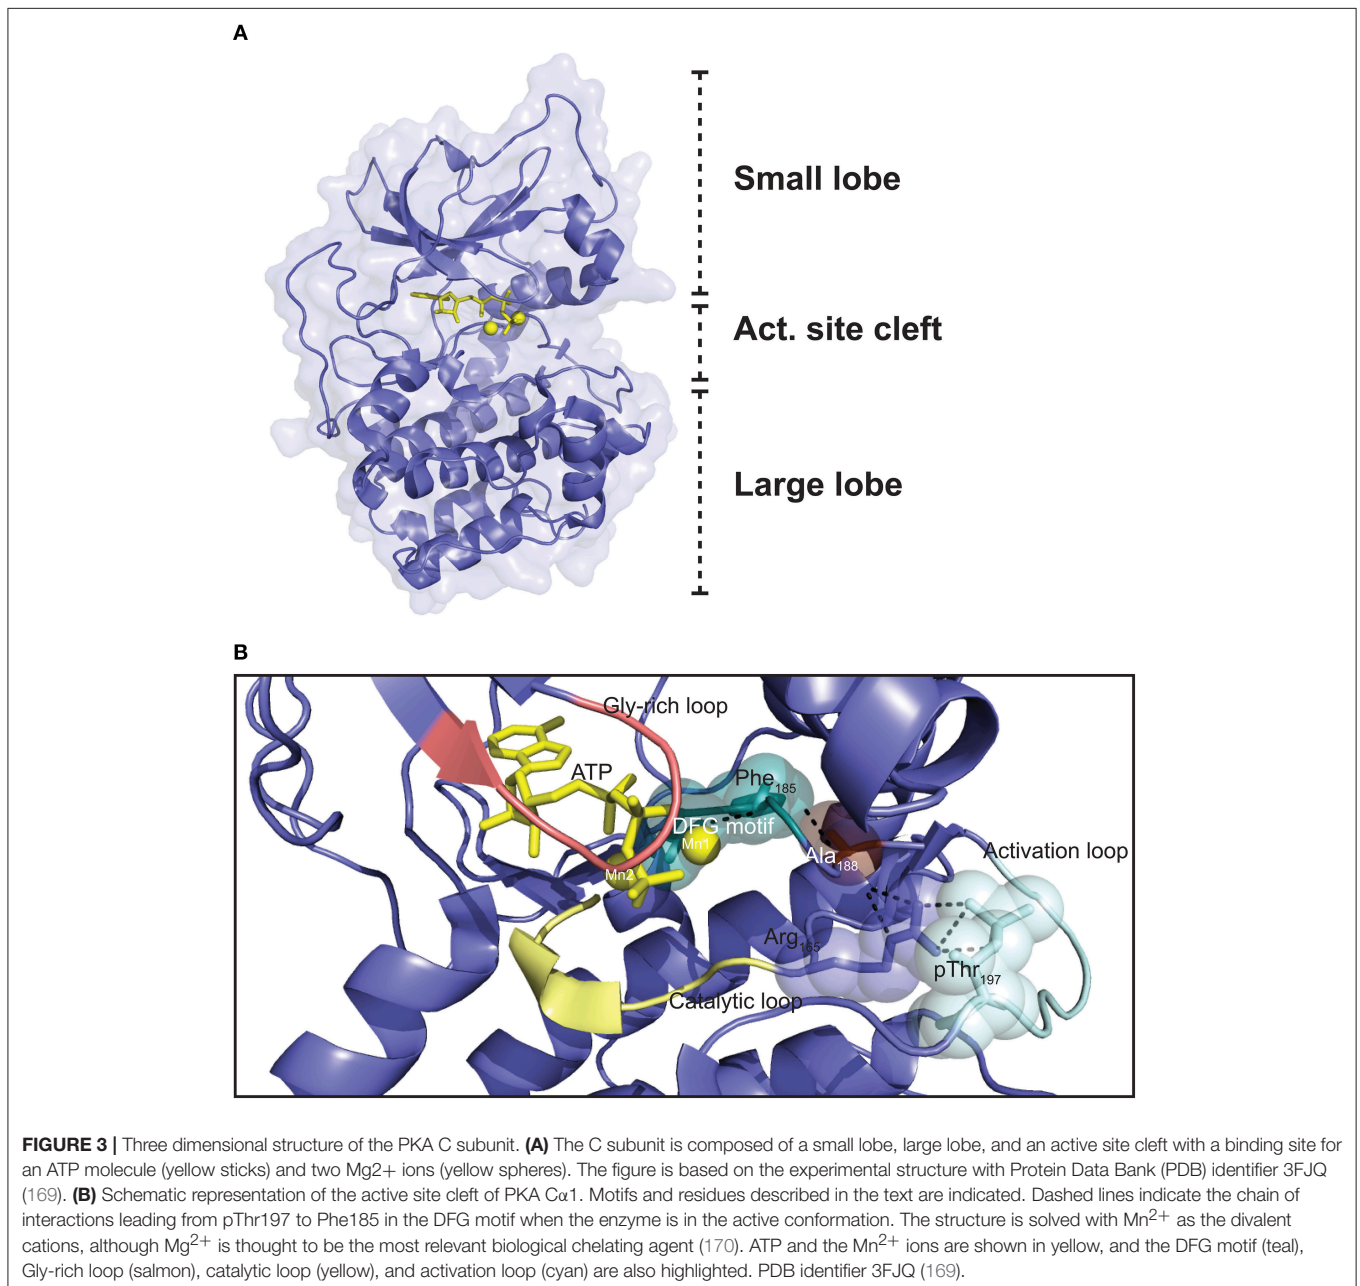 A
Small lobe
Act. site cleft
Large lobe
B
Gly-rich loop
ATP
Phe185
DFG motif
Mn1
Mn2
Ala188
Activation loop
Arg165
pThr197
Catalytic loop
FIGURE 3 | Three dimensional structure of the PKA C subunit. (A) The C subunit is composed of a small lobe, large lobe, and an active site cleft with a binding site for
an ATP molecule (yellow sticks) and two Mg2+ ions (yellow spheres). The figure is based on the experimental structure with Protein Data Bank (PDB) identifier 3FJQ
(169). (B) Schematic representation of the active site cleft of PKA Cα1. Motifs and residues described in the text are indicated. Dashed lines indicate the chain of
interactions leading from pThr197 to Phe185 in the DFG motif when the enzyme is in the active conformation. The structure is solved with Mn²⁺ as the divalent
cations, although Mg²⁺ is thought to be the most relevant biological chelating agent (170). ATP and the Mn²⁺ ions are shown in yellow, and the DFG motif (teal),
Gly-rich loop (salmon), catalytic loop (yellow), and activation loop (cyan) are also highlighted. PDB identifier 3FJQ (169).